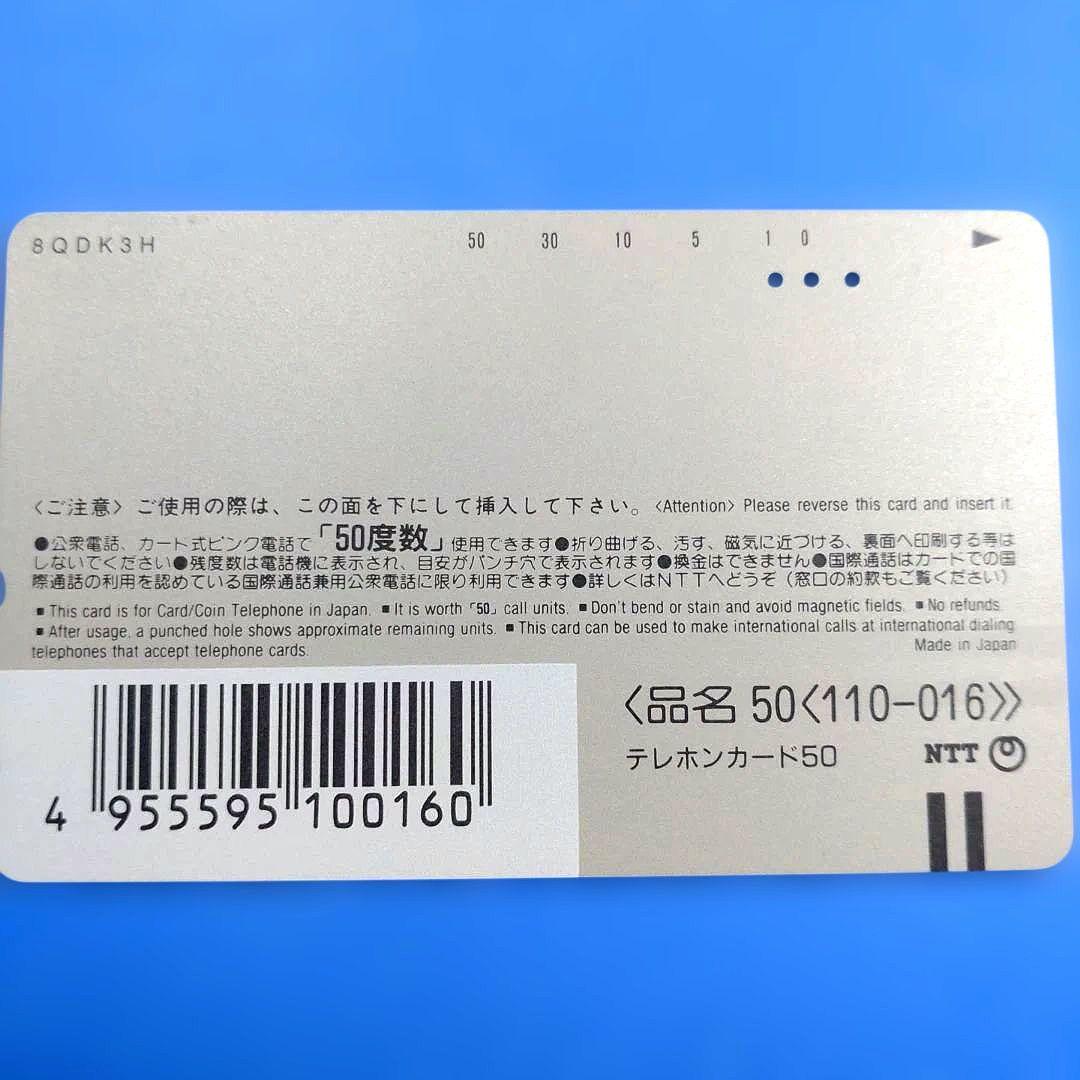 8QDK3H 50 30 10 5 1 0
〈ご注意〉ご使用の際は、この面を下にして挿入して下さい。〈Attention〉Please reverse this card and insert it.
●公衆電話、カード式ピンク電話で「50度数」使用できます●折り曲げる、汚す、磁気に近づける、裏面へ印刷する等は
しないでください●残度数は電話機に表示され、目安がパンチ穴で表示されます●換金はできません●国際通話はカードでの国
際通話の利用を認めている国際通話兼用公衆電話に限り利用できます●詳しくはNTTへどうぞ（窓口の約款もご覧ください）
■This card is for Card/Coin Telephone in Japan. ■It is worth「50」call units. ■Don't bend or stain and avoid magnetic fields. ■No refunds.
■After usage, a punched hole shows approximate remaining units. ■This card can be used to make international calls at international dialing
telephones that accept telephone cards. Made in Japan
〈品名 50〈110-016〉〉
テレホンカード50 NTT
4 955595 100160